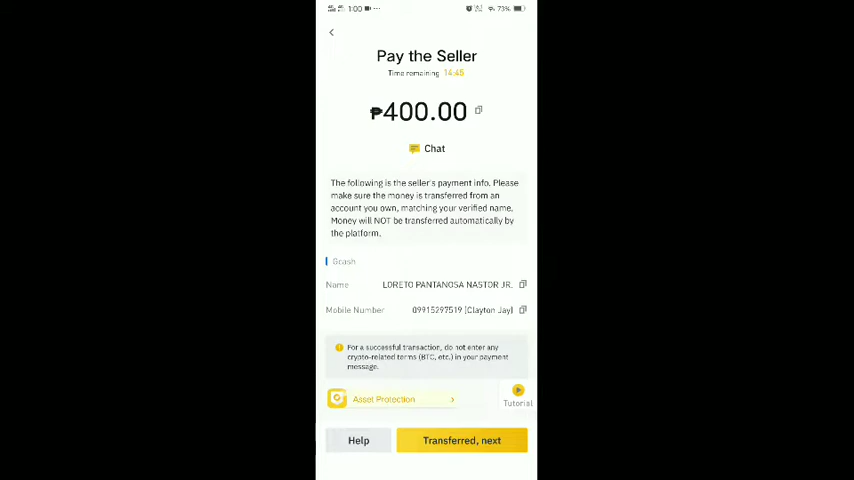 1:00 73%
Pay the Seller
Time remaining 14:45
₱400.00
Chat
The following is the seller's payment info. Please
make sure the money is transferred from an
account you own, matching your verified name.
Money will NOT be transferred automatically by
the platform.
Gcash
Name LORETO PANTANOSA NASTOR JR.
Mobile Number 09915297519 [Clayton Jay]
For a successful transaction, do not enter any
crypto-related terms (BTC, etc.) in your payment
message.
Asset Protection
Tutorial
Help Transferred, next